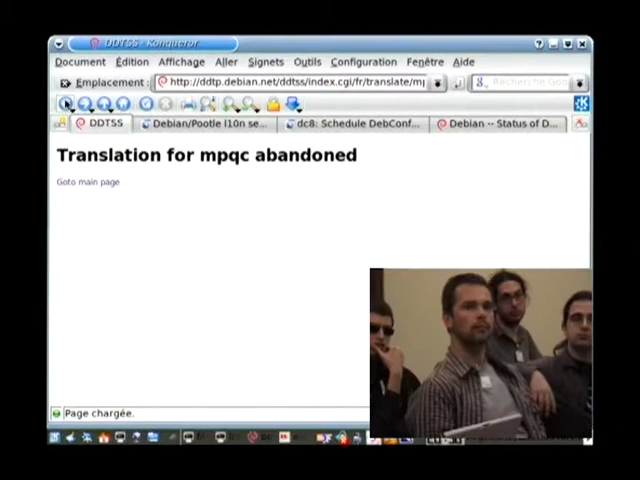 DDTSS - Konqueror
Document Édition Affichage Aller Signets Outils Configuration Fenêtre Aide
Emplacement: http://ddtp.debian.net/ddtss/index.cgi/fr/translate/mp Recherche Goo
DDTSS Debian/Pootle l10n se... dc8: Schedule DebConf... Debian -- Status of D...
Translation for mpqc abandoned
Goto main page
Page chargée.